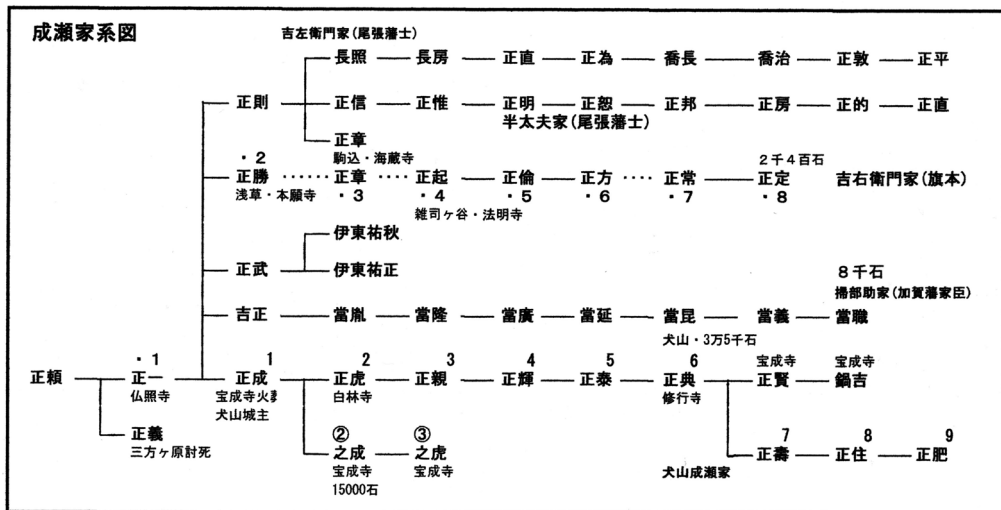 成瀬家系図
吉左衛門家(尾張藩士)
長照 長房 正直 正為 喬長 喬治 正敦 正平
正則 正信 正惟 正明 正恕 正邦 正房 正的 正直
半太夫家(尾張藩士)
正章
・2 駒込・海蔵寺 2千4百石
正勝 …… 正章 …… 正起 正倫 正方 …… 正常 正定 吉右衛門家(旗本)
浅草・本願寺 ・3 ・4 ・5 ・6 ・7 ・8
雑司ヶ谷・法明寺
伊東祐秋
正武 伊東祐正
8千石
掃部助家(加賀藩家臣)
吉正 當胤 當隆 當廣 當延 當昆 當義 當職
犬山・3万5千石
・1 1 2 3 4 5 6 宝成寺 宝成寺
正頼 正一 正成 正虎 正親 正輝 正泰 正典 正賢 鍋吉
仏照寺 宝成寺火葬 白林寺 修行寺
犬山城主
正義 ② ③ 7 8 9
三方ヶ原討死 之成 之虎 正壽 正住 正肥
宝成寺 宝成寺 犬山成瀬家
15000石